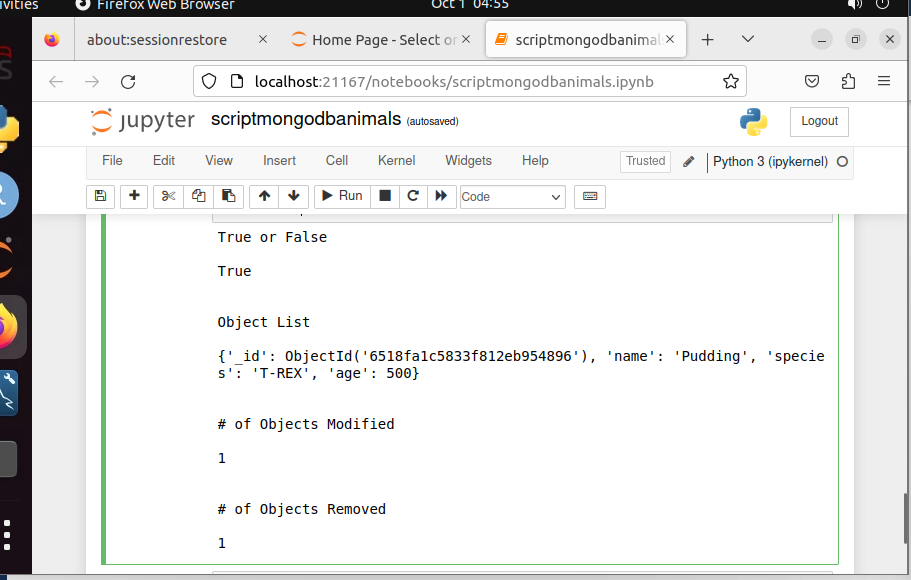 vities
Firefox Web Browser
Oct 1 04:55
about:sessionrestore
Home Page - Select or
scriptmongodbanimal
localhost:21167/notebooks/scriptmongodbanimals.ipynb
jupyter scriptmongodbanimals (autosaved)
Logout
File Edit View Insert Cell Kernel Widgets Help
Trusted
Python 3 (ipykernel)
Run
Code
True or False
True
Object List
{'_id': ObjectId('6518fa1c5833f812eb954896'), 'name': 'Pudding', 'specie
s': 'T-REX', 'age': 500}
# of Objects Modified
1
# of Objects Removed
1